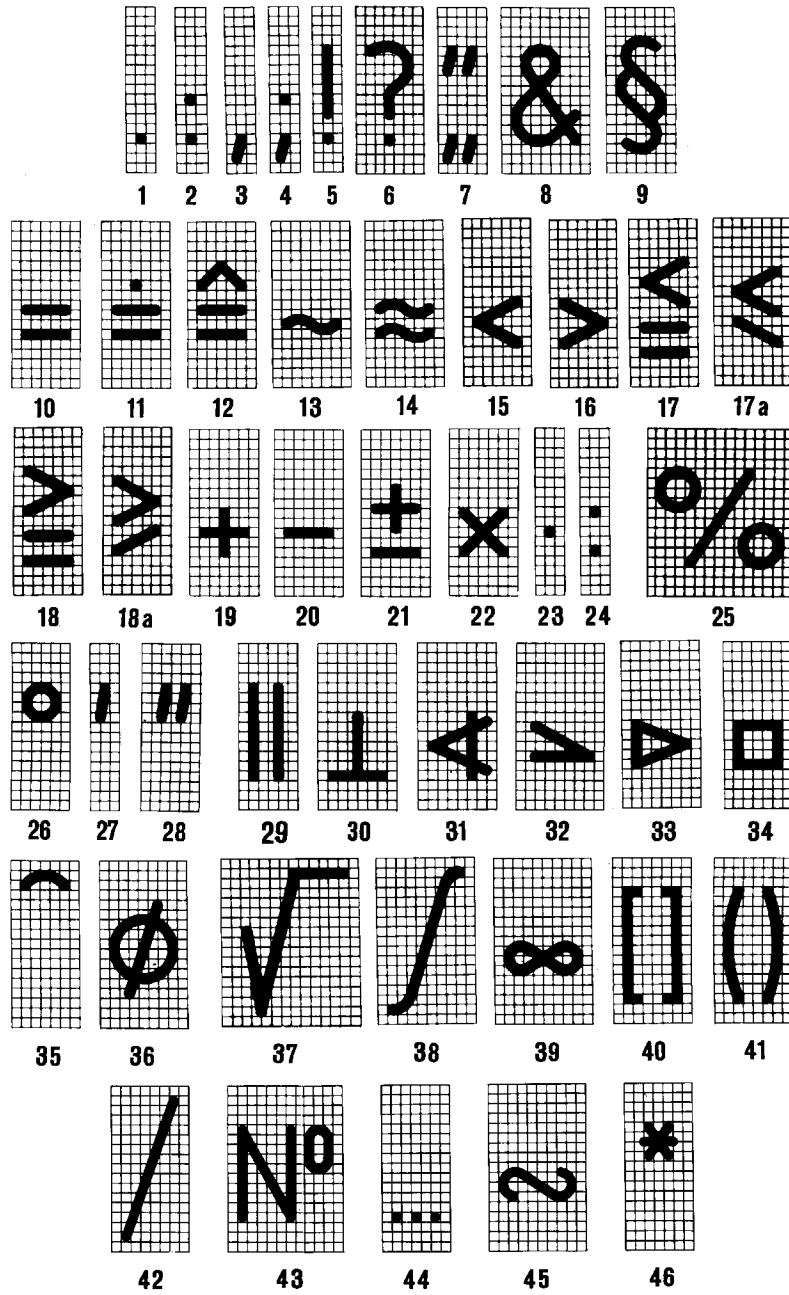 . : , ; ! ? " " & §
1 2 3 4 5 6 7 8 9
= ≐ ≙ ~ ≈ < > ≦ ⩽
10 11 12 13 14 15 16 17 17a
≧ ⩾ + − ± × · : %
18 18a 19 20 21 22 23 24 25
° ′ ″ ∥ ⊥ ∢ ⦣ ▷ □
26 27 28 29 30 31 32 33 34
⌒ ø √ ∫ ∞ [ ] ( )
35 36 37 38 39 40 41
/ Nº ... ∾ *
42 43 44 45 46